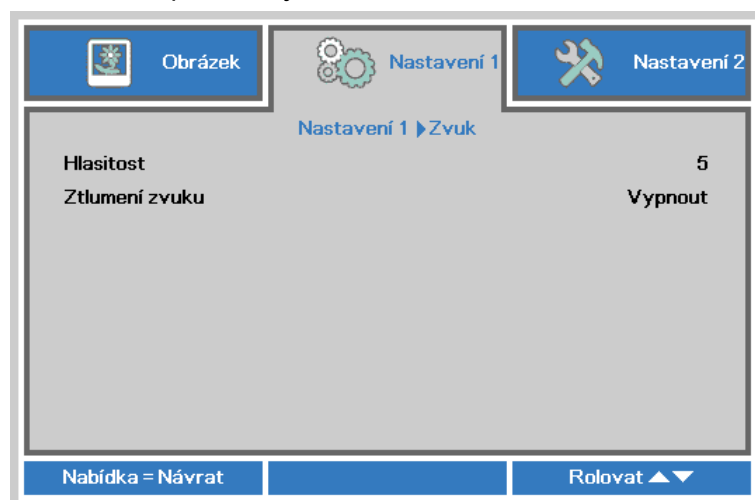 Obrázek Nastavení 1 Nastavení 2
Nastavení 1 ▶ Zvuk
Hlasitost 5
Ztlumení zvuku Vypnout
Nabídka = Návrat Rolovat ▲▼